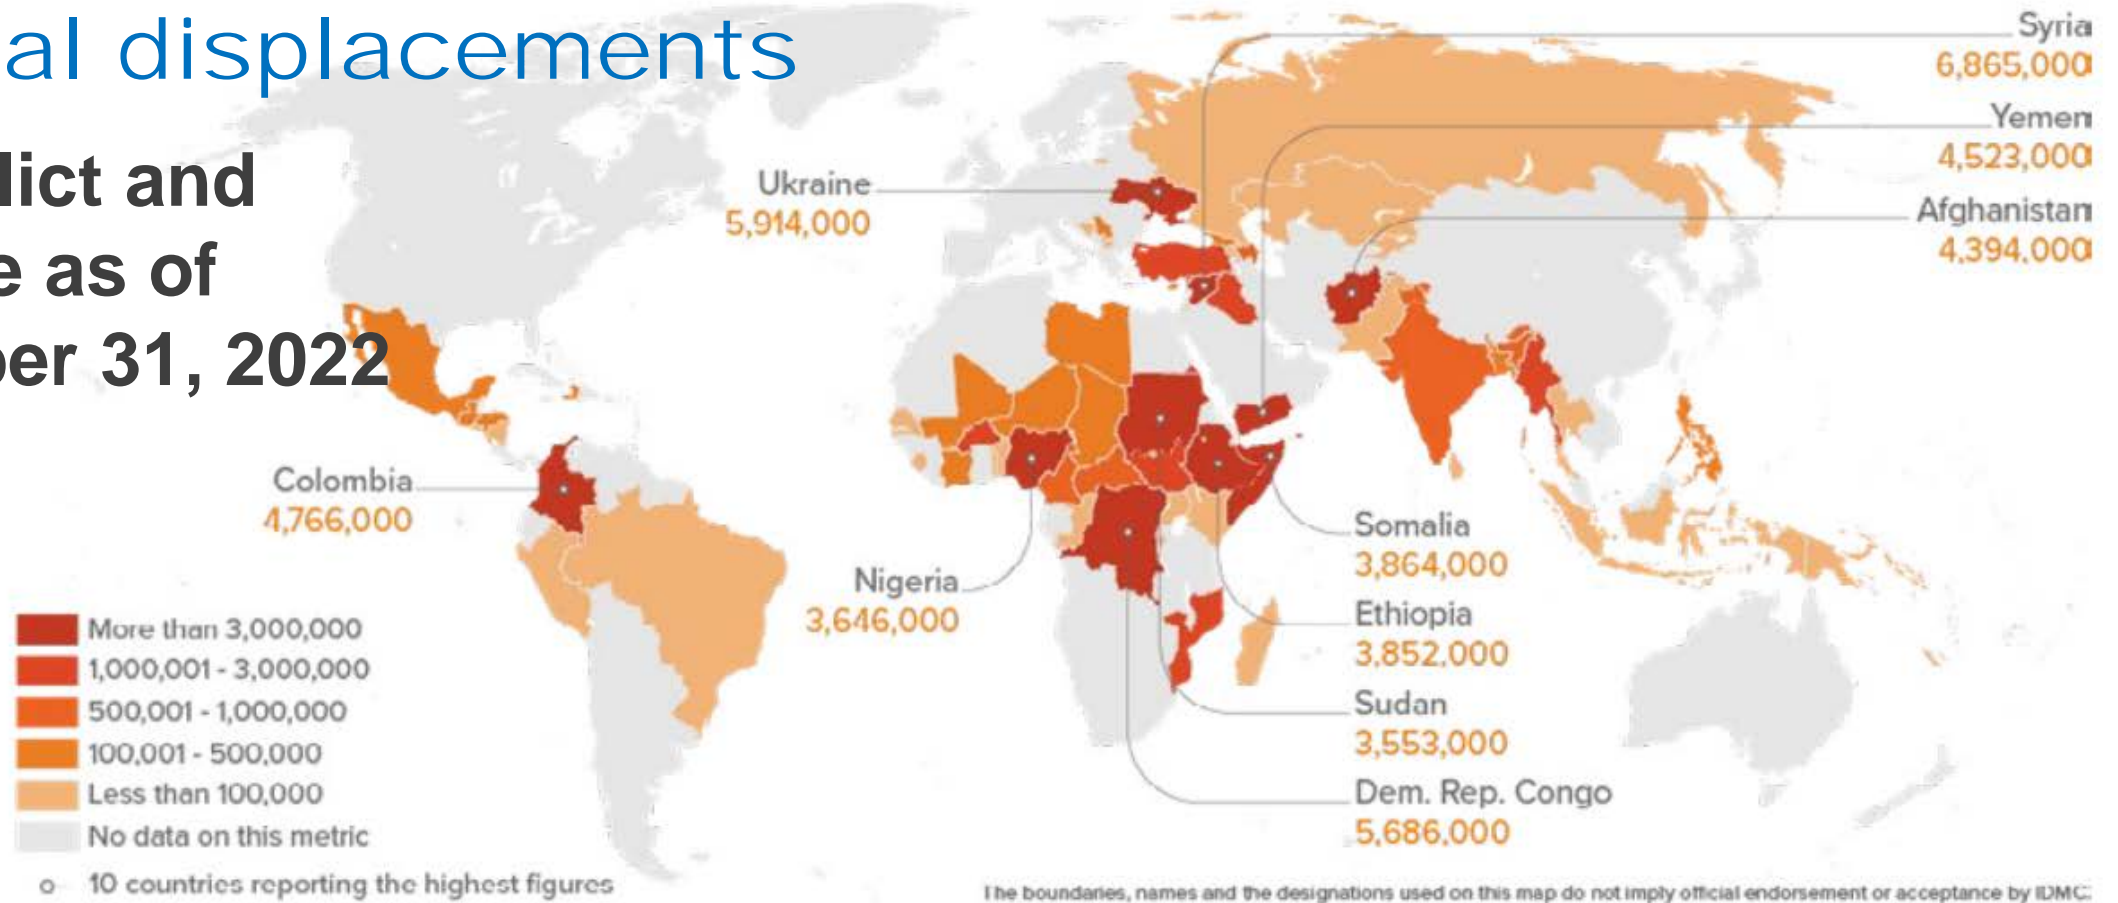 al displacements
lict and
e as of
ber 31, 2022
Syria
6,865,000
Yemen
4,523,000
Afghanistan
4,394,000
Ukraine
5,914,000
Colombia
4,766,000
Nigeria
3,646,000
Somalia
3,864,000
Ethiopia
3,852,000
Sudan
3,553,000
Dem. Rep. Congo
5,686,000
More than 3,000,000
1,000,001 - 3,000,000
500,001 - 1,000,000
100,001 - 500,000
Less than 100,000
No data on this metric
10 countries reporting the highest figures
The boundaries, names and the designations used on this map do not imply official endorsement or acceptance by IDMC.